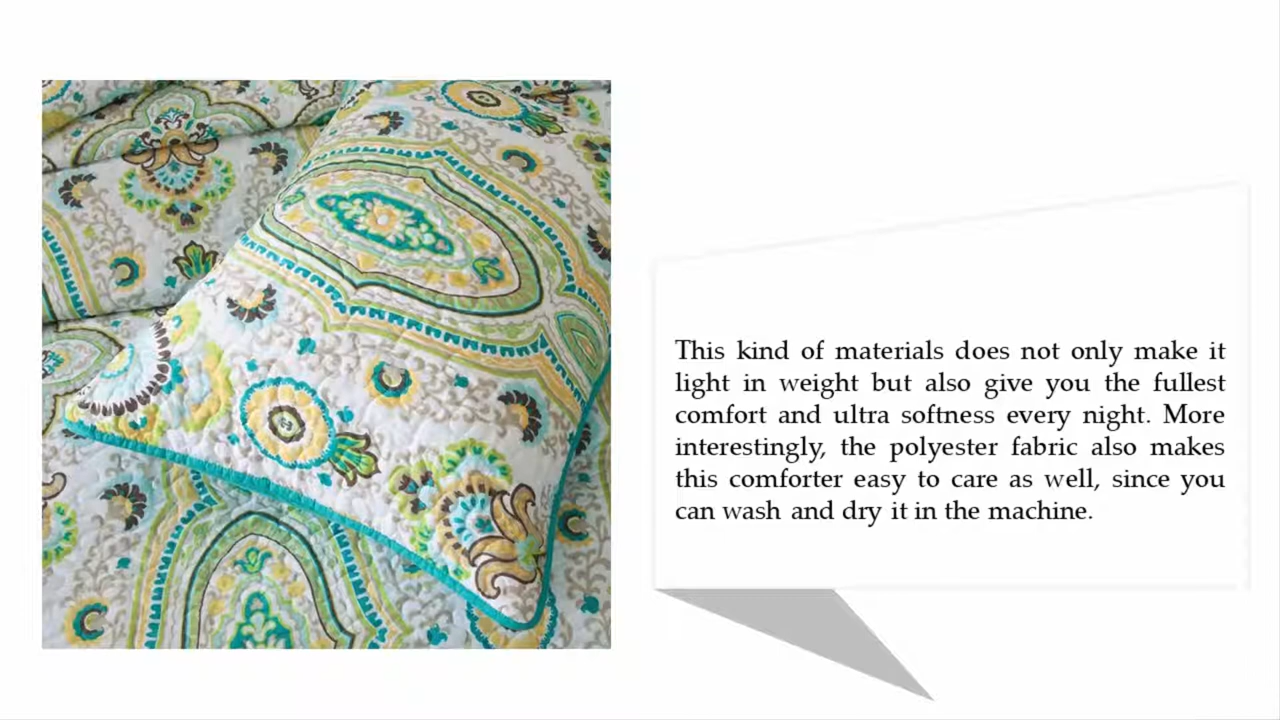 This kind of materials does not only make it
light in weight but also give you the fullest
comfort and ultra softness every night. More
interestingly, the polyester fabric also makes
this comforter easy to care as well, since you
can wash and dry it in the machine.